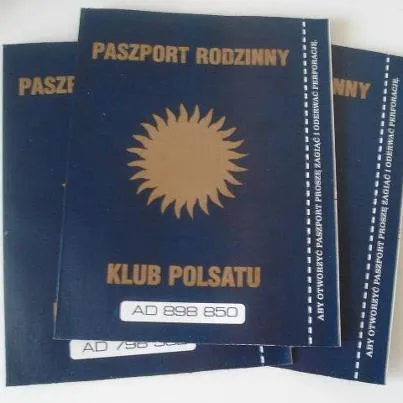 PASZPORT RODZINNY
KLUB POLSATU
AD 898 850
ABY OTWORZYĆ PASZPORT PROSZĘ ZAGIĄĆ I ODERWAĆ PERFORACJĘ.
PASZP
AD 798
NNY
ABY OTWORZYĆ PASZPORT PROSZĘ ZAGIĄĆ I ODERWAĆ PERFORACJĘ.